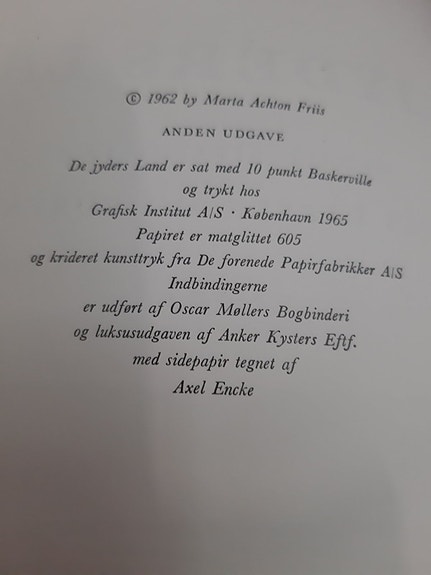 © 1962 by Marta Achton Friis
ANDEN UDGAVE
De jyders Land er sat med 10 punkt Baskerville
og trykt hos
Grafisk Institut A/S · København 1965
Papiret er matglittet 605
og krideret kunsttryk fra De forenede Papirfabrikker A/S
Indbindingerne
er udført af Oscar Møllers Bogbinderi
og luksusudgaven af Anker Kysters Eftf.
med sidepapir tegnet af
Axel Encke